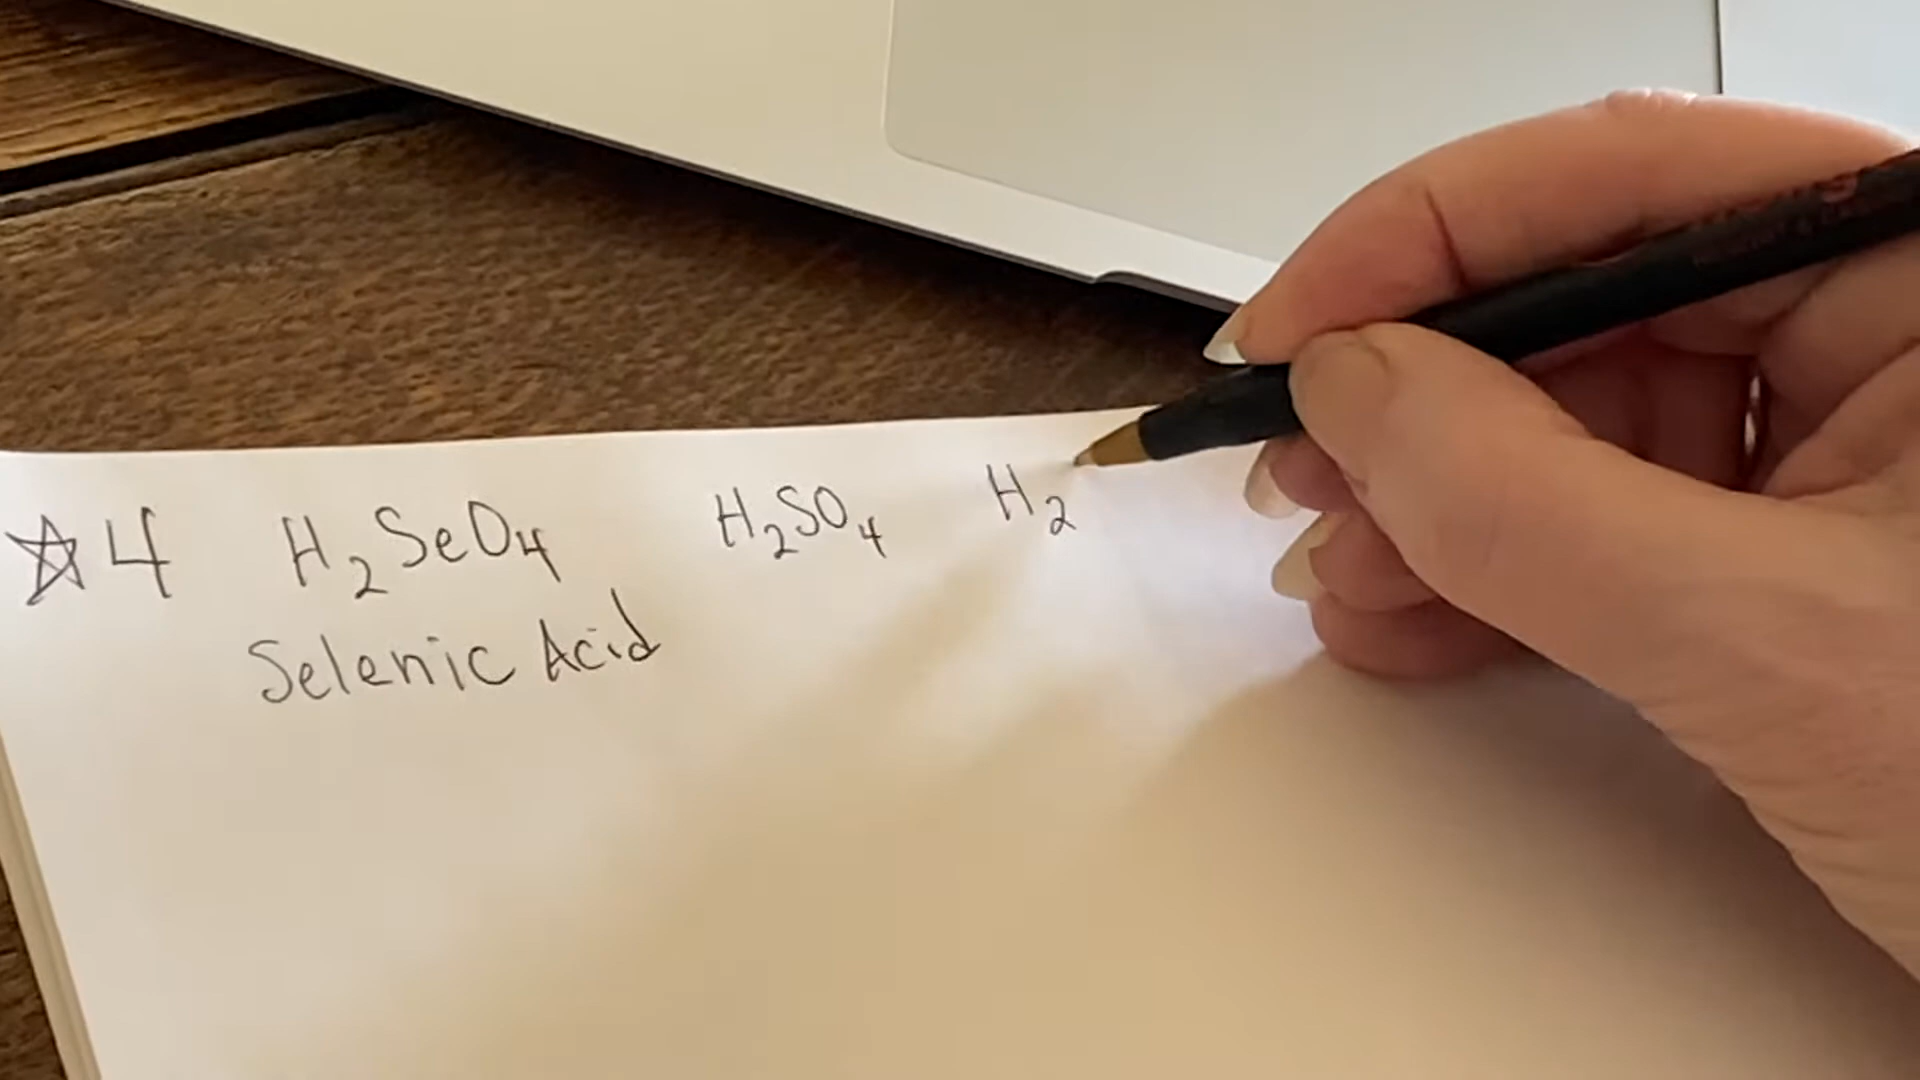 ☆4 H₂SeO₄ H₂SO₄ H₂
Selenic Acid